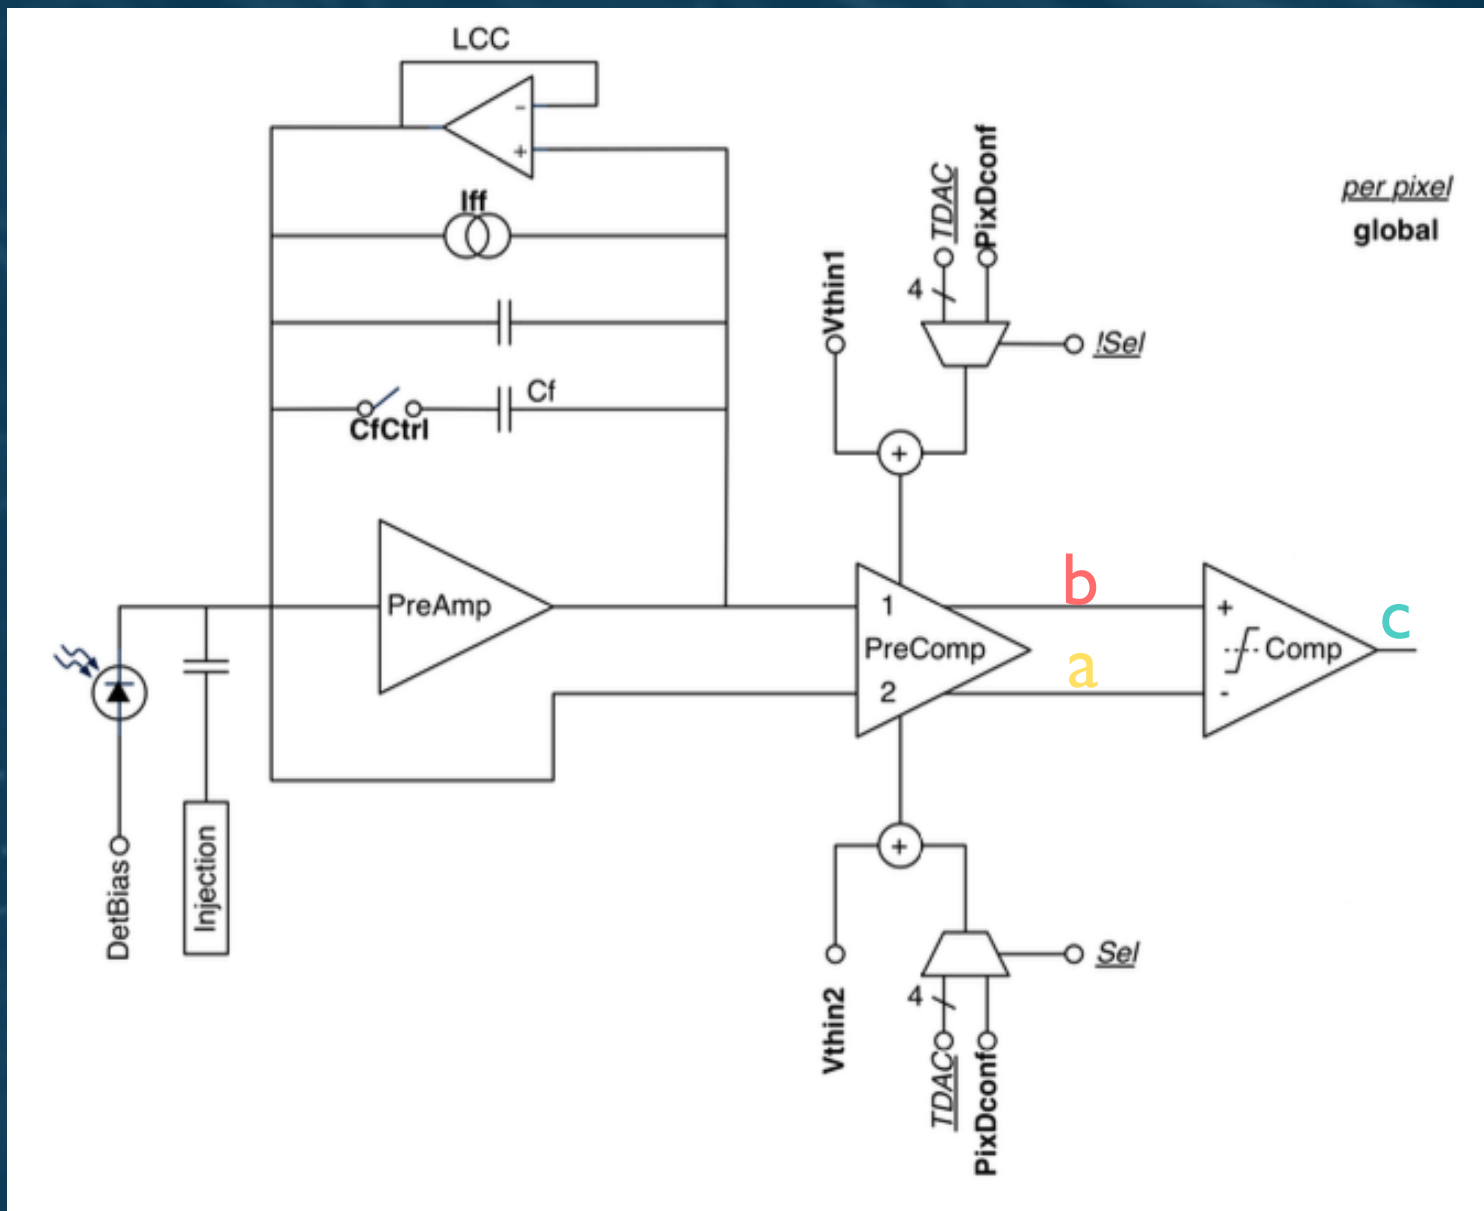 LCC
-
+
Iff
Cf
CfCtrl
PreAmp
DetBias
Injection
Vthin1
TDAC
PixDconf
4
!Sel
+
per pixel
global
1
PreComp
2
b
a
+
Comp
-
c
+
Vthin2
4
TDAC
PixDconf
Sel